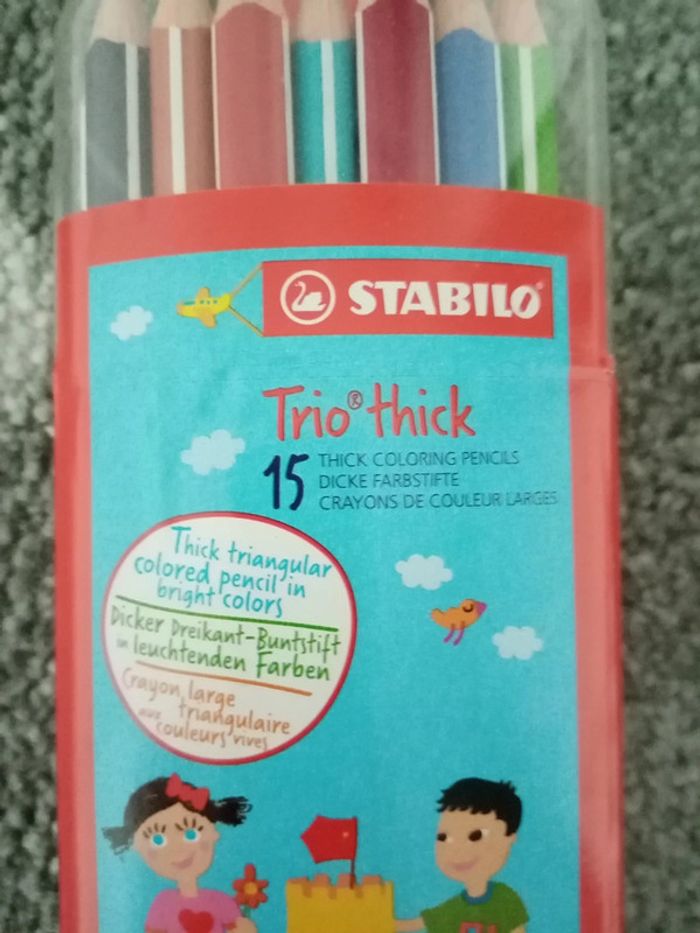 STABILO®
Trio® thick
15
THICK COLORING PENCILS
DICKE FARBSTIFTE
CRAYONS DE COULEUR LARGES
Thick triangular
colored pencil in
bright colors
Dicker Dreikant-Buntstift
in leuchtenden Farben
Crayon large
triangulaire
aux couleurs vives